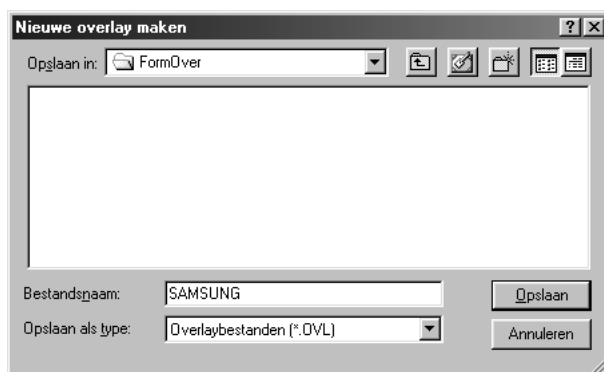 Nieuwe overlay maken
Opslaan in: FormOver
Bestandsnaam: SAMSUNG Opslaan
Opslaan als type: Overlaybestanden (*.OVL) Annuleren